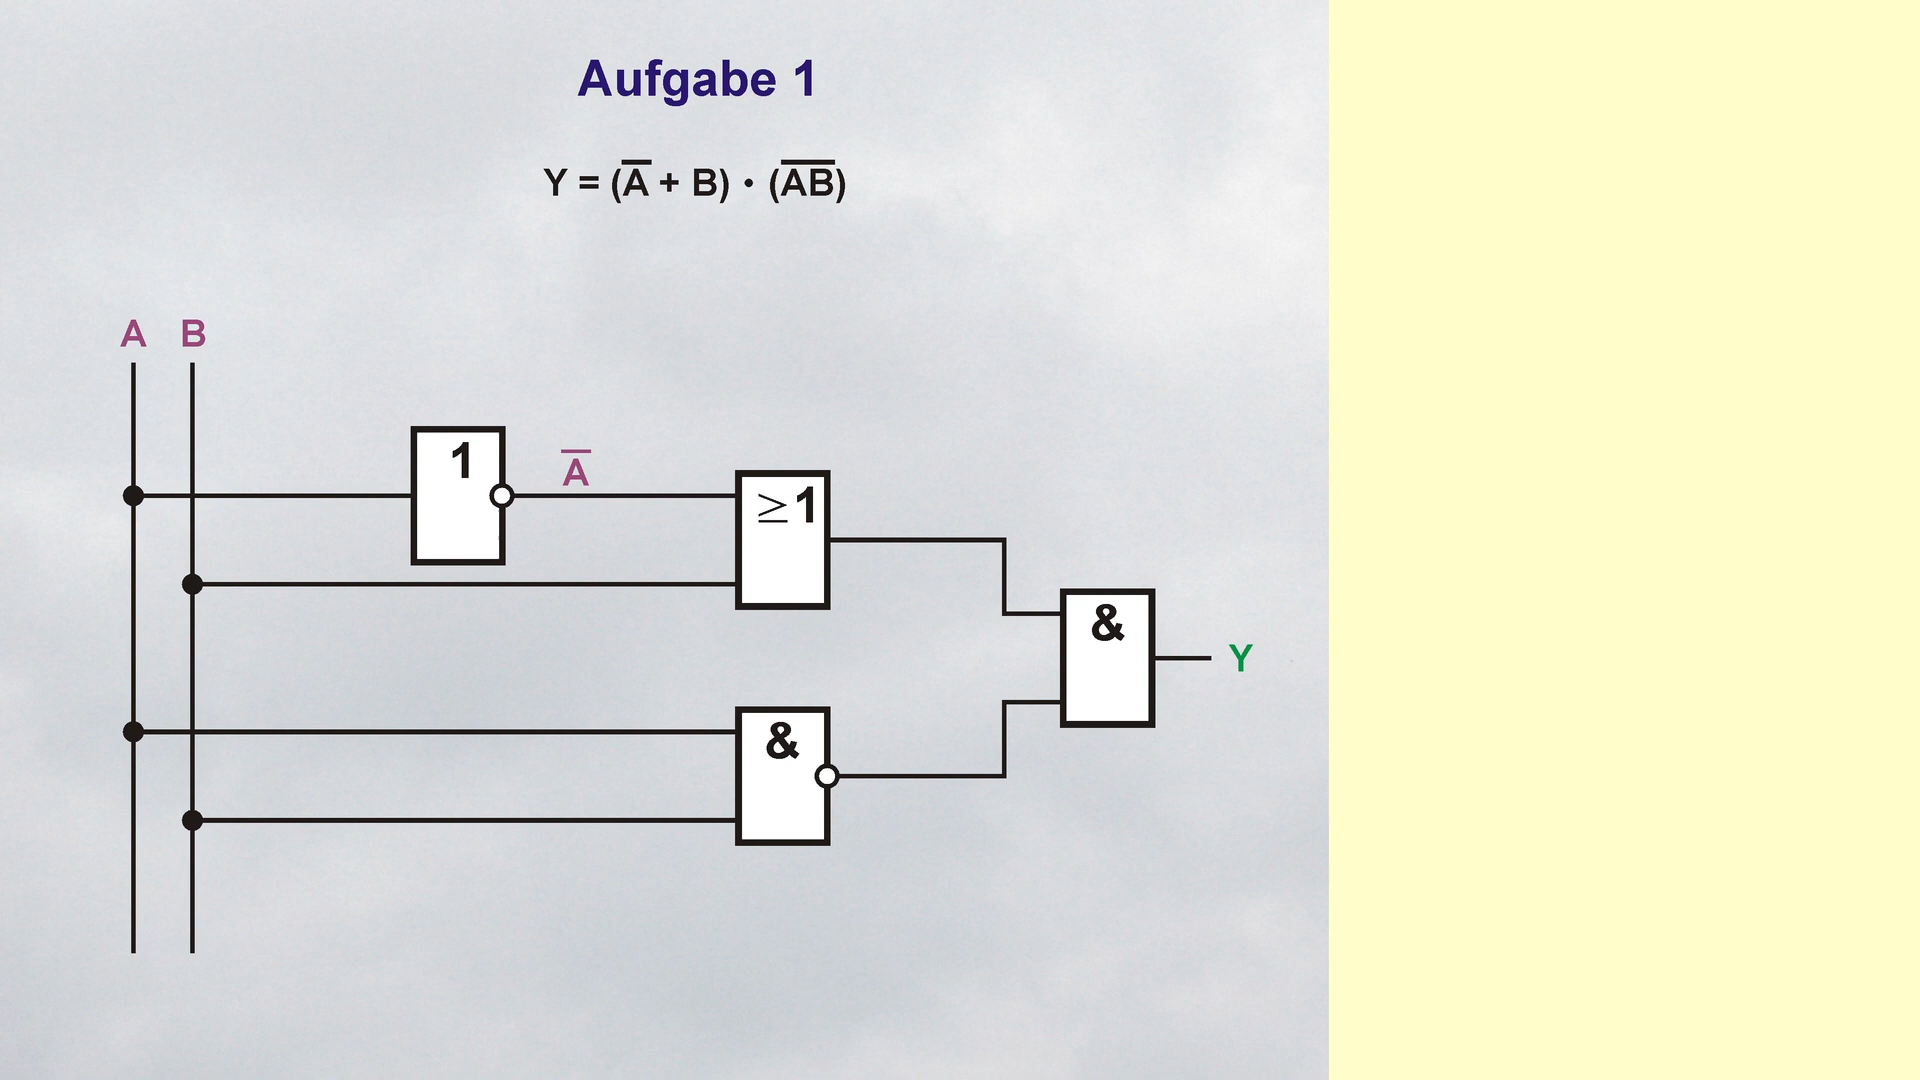 Aufgabe 1
Y = (A̅ + B) · (A̅B̅)
A B
1
A̅
≥1
&
Y
&